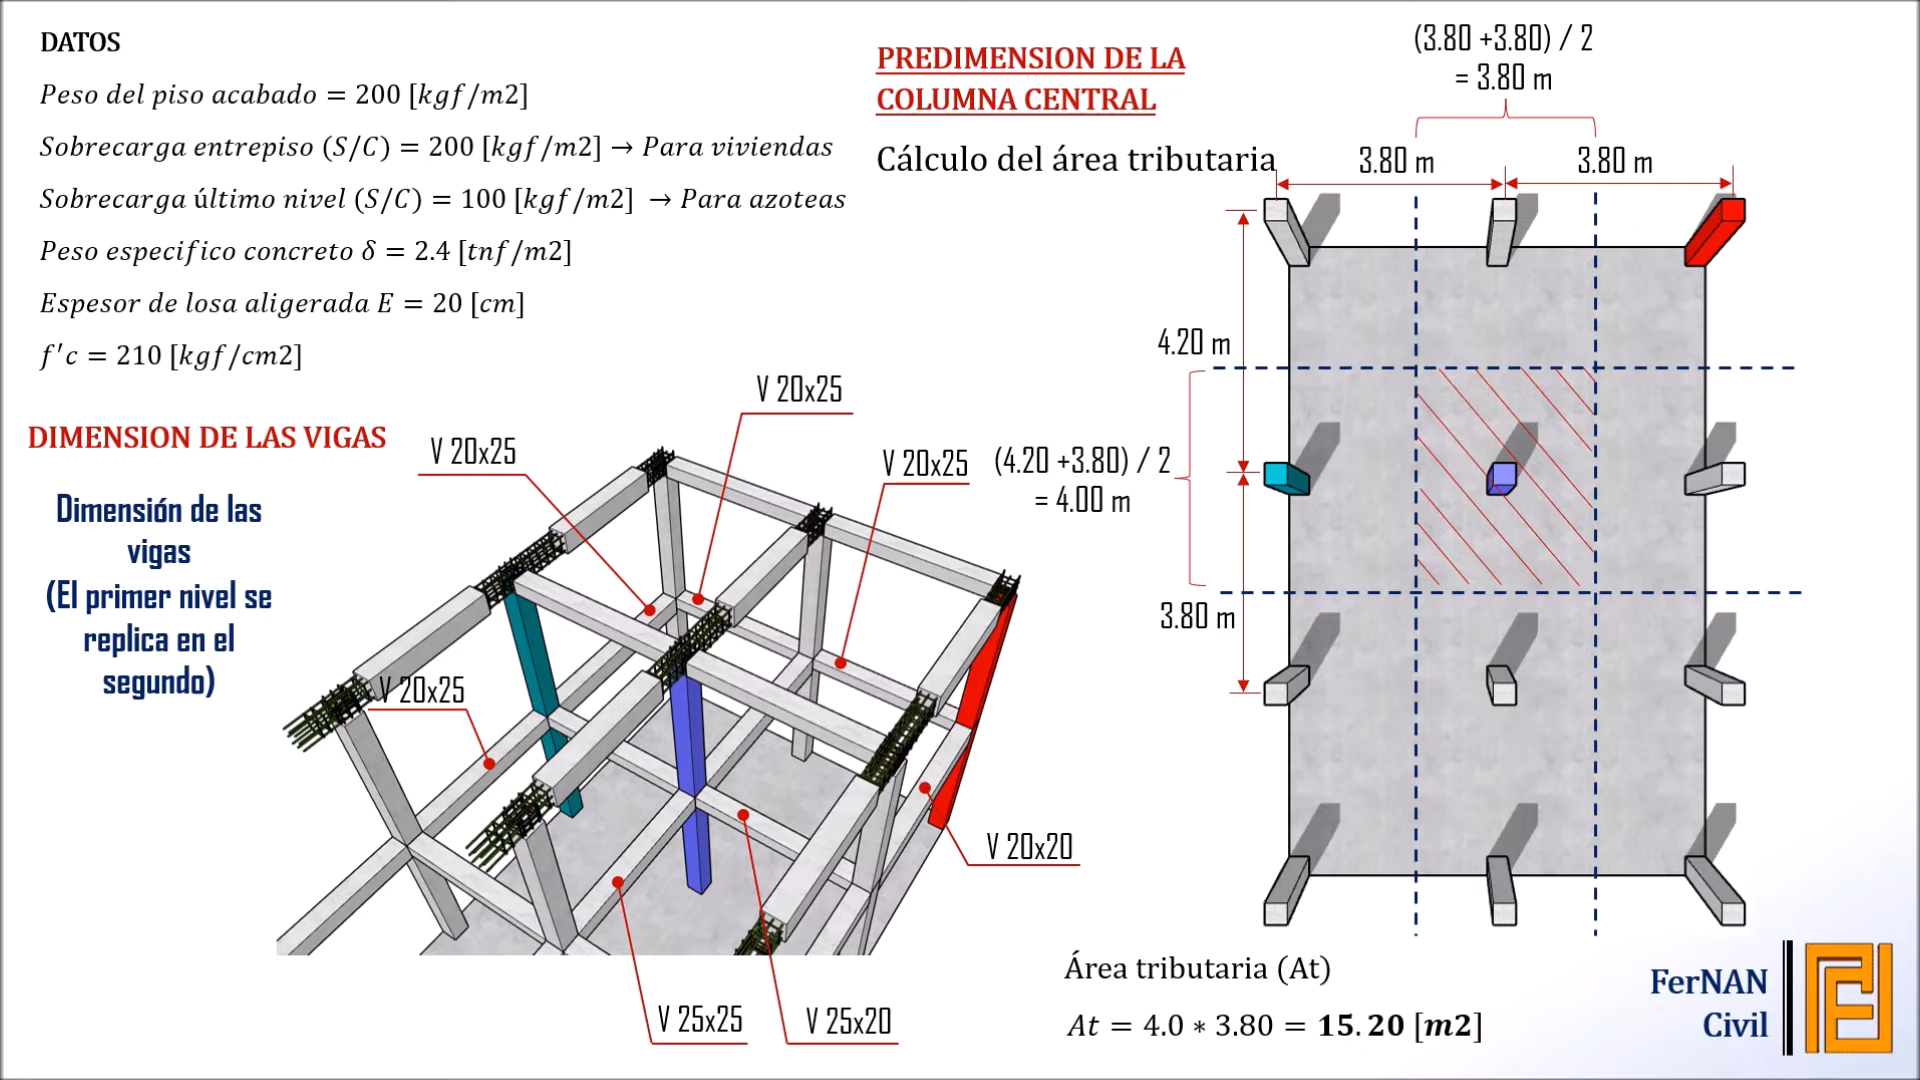 DATOS
Peso del piso acabado = 200 [kgf/m2]
Sobrecarga entrepiso (S/C) = 200 [kgf/m2] → Para viviendas
Sobrecarga último nivel (S/C) = 100 [kgf/m2] → Para azoteas
Peso especifico concreto δ = 2.4 [tnf/m2]
Espesor de losa aligerada E = 20 [cm]
f′c = 210 [kgf/cm2]
DIMENSION DE LAS VIGAS
Dimensión de las
vigas
(El primer nivel se
replica en el
segundo)
V 20x25
V 20x25
V 20x25
V 20x25
V 20x20
V 25x25
V 25x20
PREDIMENSION DE LA
COLUMNA CENTRAL
Cálculo del área tributaria
(3.80 +3.80) / 2
= 3.80 m
3.80 m
3.80 m
4.20 m
(4.20 +3.80) / 2
= 4.00 m
3.80 m
Área tributaria (At)
At = 4.0 ∗ 3.80 = 15.20 [m2]
FerNAN
Civil